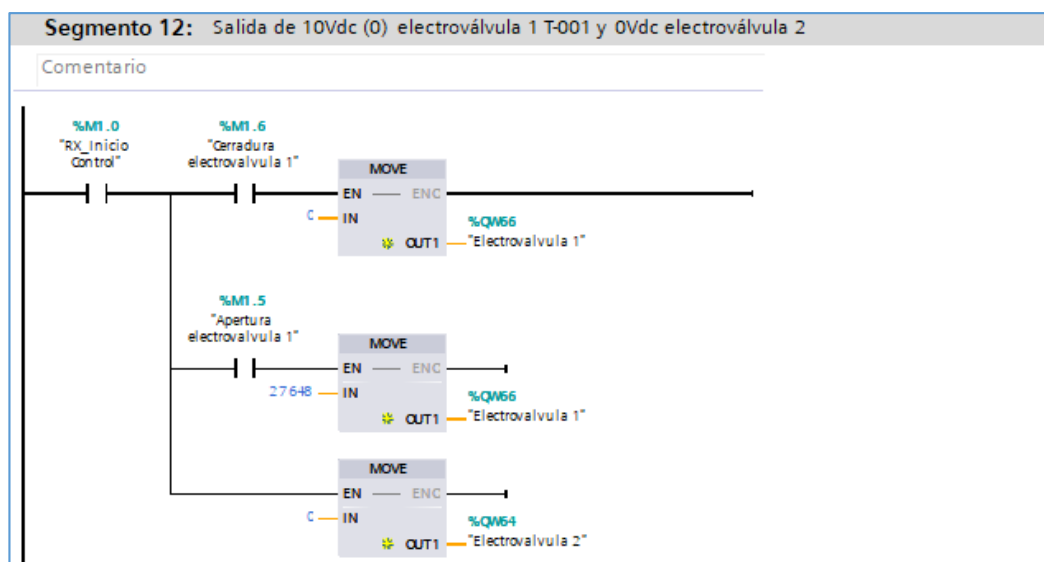 Segmento 12: Salida de 10Vdc (0) electroválvula 1 T-001 y 0Vdc electroválvula 2
Comentario
%M1.0
"RX_Inicio
Control"
%M1.6
"Cerradura
electrovalvula 1"
MOVE
EN
ENO
0
IN
OUT1
%QW66
"Electrovalvula 1"
%M1.5
"Apertura
electrovalvula 1"
MOVE
EN
ENO
27648
IN
OUT1
%QW66
"Electrovalvula 1"
MOVE
EN
ENO
0
IN
OUT1
%QW64
"Electrovalvula 2"